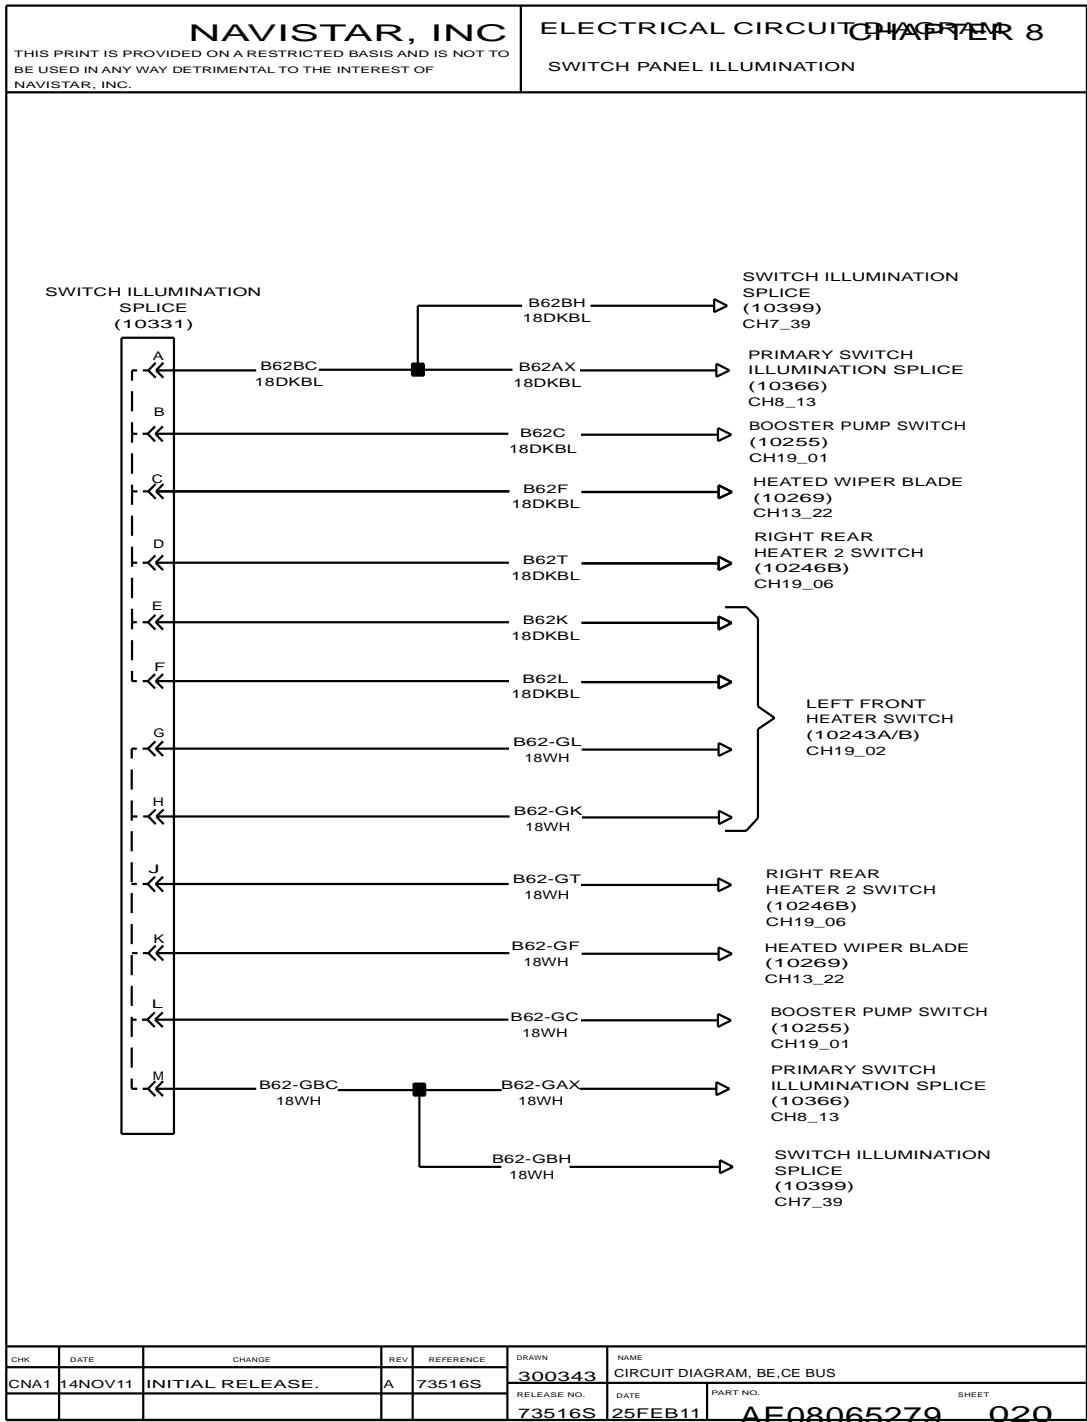 NAVISTAR, INC
THIS PRINT IS PROVIDED ON A RESTRICTED BASIS AND IS NOT TO
BE USED IN ANY WAY DETRIMENTAL TO THE INTEREST OF
NAVISTAR, INC.
ELECTRICAL CIRCUIT DIAGRAM
CHAPTER 8
SWITCH PANEL ILLUMINATION
SWITCH ILLUMINATION
SPLICE
(10331)
B62BH
18DKBL
SWITCH ILLUMINATION
SPLICE
(10399)
CH7_39
A
B62BC
18DKBL
B62AX
18DKBL
PRIMARY SWITCH
ILLUMINATION SPLICE
(10366)
CH8_13
B
B62C
18DKBL
BOOSTER PUMP SWITCH
(10255)
CH19_01
C
B62F
18DKBL
HEATED WIPER BLADE
(10269)
CH13_22
D
B62T
18DKBL
RIGHT REAR
HEATER 2 SWITCH
(10246B)
CH19_06
E
B62K
18DKBL
F
B62L
18DKBL
G
B62-GL
18WH
H
B62-GK
18WH
LEFT FRONT
HEATER SWITCH
(10243A/B)
CH19_02
J
B62-GT
18WH
RIGHT REAR
HEATER 2 SWITCH
(10246B)
CH19_06
K
B62-GF
18WH
HEATED WIPER BLADE
(10269)
CH13_22
L
B62-GC
18WH
BOOSTER PUMP SWITCH
(10255)
CH19_01
M
B62-GBC
18WH
B62-GAX
18WH
PRIMARY SWITCH
ILLUMINATION SPLICE
(10366)
CH8_13
B62-GBH
18WH
SWITCH ILLUMINATION
SPLICE
(10399)
CH7_39
CHK DATE CHANGE REV REFERENCE
CNA1 14NOV11 INITIAL RELEASE. A 73516S
DRAWN
300343
NAME
CIRCUIT DIAGRAM, BE,CE BUS
RELEASE NO.
73516S
DATE
25FEB11
PART NO.
AE08065279
SHEET
020